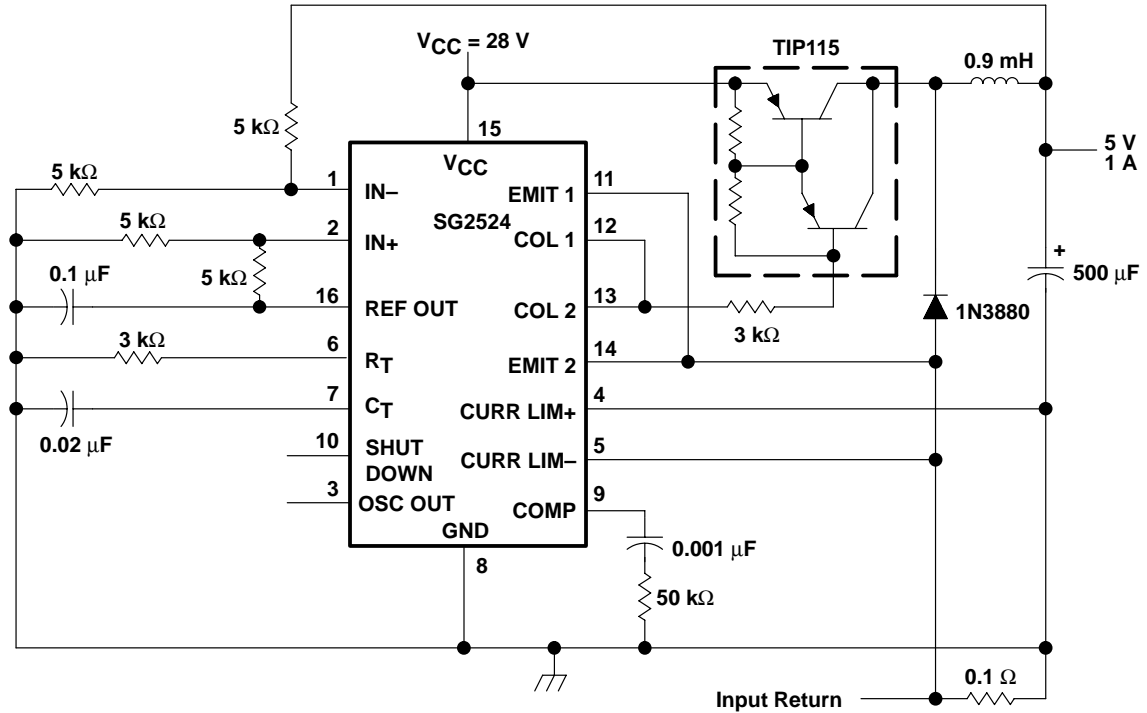 VCC = 28 V
TIP115
0.9 mH
5 kΩ
15
VCC
5 V
1 A
5 kΩ
1
IN–
EMIT 1
11
SG2524
5 kΩ
2
IN+
COL 1
12
0.1 μF
5 kΩ
16
REF OUT
COL 2
13
3 kΩ
+
500 μF
1N3880
3 kΩ
6
RT
EMIT 2
14
7
CT
CURR LIM+
4
0.02 μF
10
SHUT
DOWN
CURR LIM–
5
3
OSC OUT
COMP
9
GND
8
0.001 μF
50 kΩ
0.1 Ω
Input Return